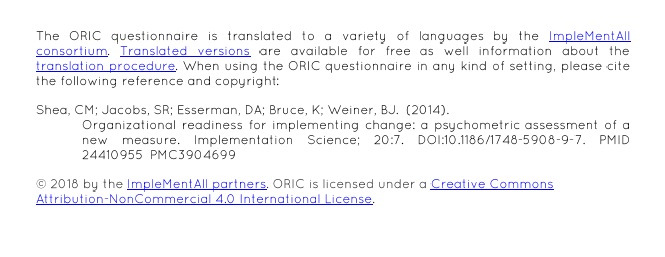 The ORIC questionnaire is translated to a variety of languages by the ImpleMentAll
consortium. Translated versions are available for free as well information about the
translation procedure. When using the ORIC questionnaire in any kind of setting, please cite
the following reference and copyright:
Shea, CM; Jacobs, SR; Esserman, DA; Bruce, K; Weiner, BJ. (2014).
Organizational readiness for implementing change: a psychometric assessment of a
new measure. Implementation Science; 20:7. DOI:10.1186/1748-5908-9-7. PMID
24410955 PMC3904699
© 2018 by the ImpleMentAll partners. ORIC is licensed under a Creative Commons
Attribution-NonCommercial 4.0 International License.